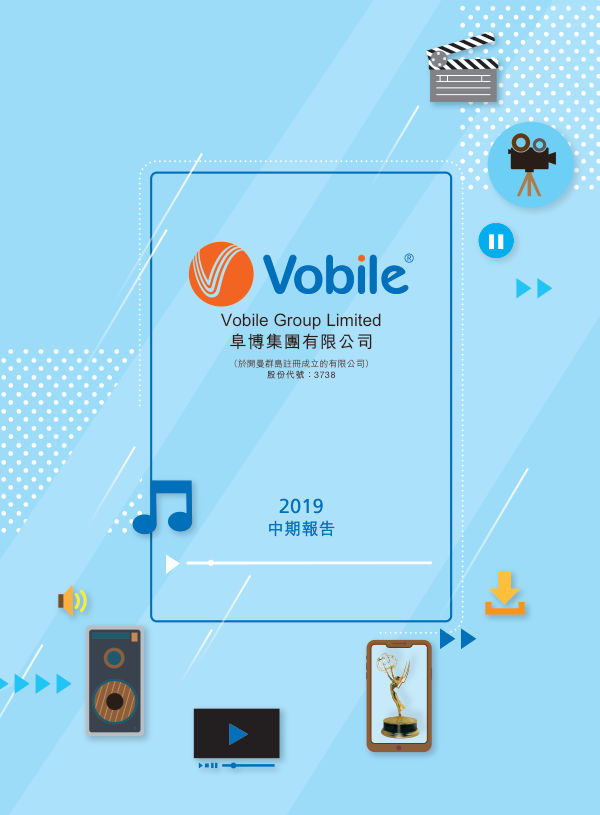 Vobile®
Vobile Group Limited
阜博集團有限公司
（於開曼群島註冊成立的有限公司）
股份代號：3738
2019
中期報告